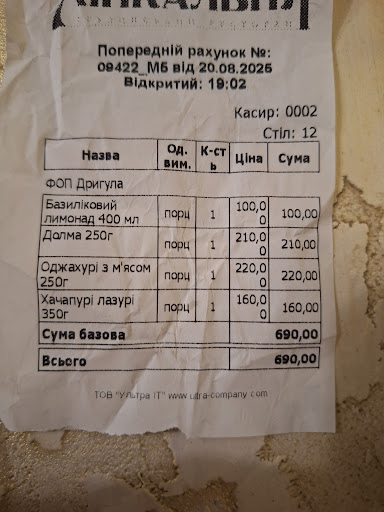 Попередній рахунок №:
09422_М5 від 20.08.2025
Відкритий: 19:02
Касир: 0002
Стіл: 12
Назва Од. вим. К-сть Ціна Сума
ФОП Дригула
Базиліковий лимонад 400 мл порц 1 100,00 100,00
Долма 250г порц 1 210,00 210,00
Оджахурі з м'ясом 250г порц 1 220,00 220,00
Хачапурі лазурі 350г порц 1 160,00 160,00
Сума базова 690,00
Всього 690,00
ТОВ "Ультра ІТ" www.ultra-company.com